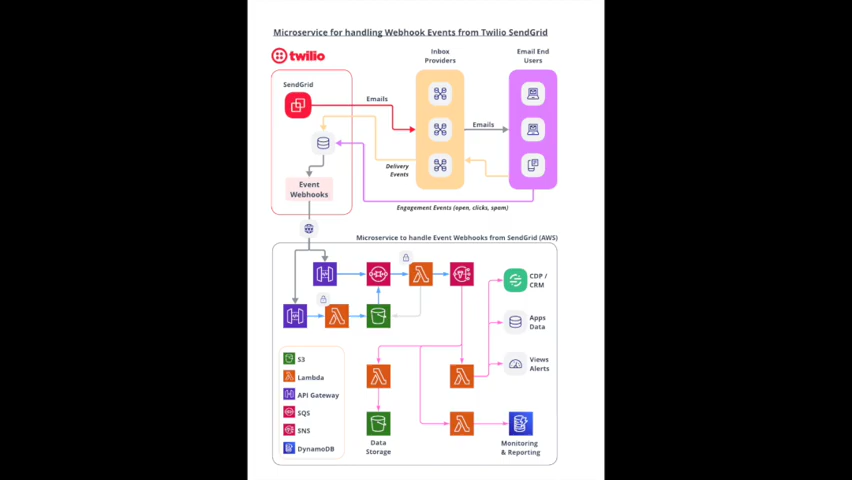 Microservice for handling Webhook Events from Twilio SendGrid
twilio
Inbox
Providers
Email End
Users
SendGrid
Emails
Emails
Delivery
Events
Event
Webhooks
Engagement Events (open, clicks, spam)
Microservice to handle Event Webhooks from SendGrid (AWS)
CDP /
CRM
Apps
Data
Views
Alerts
S3
Lambda
API Gateway
SQS
SNS
DynamoDB
Data
Storage
Monitoring
& Reporting